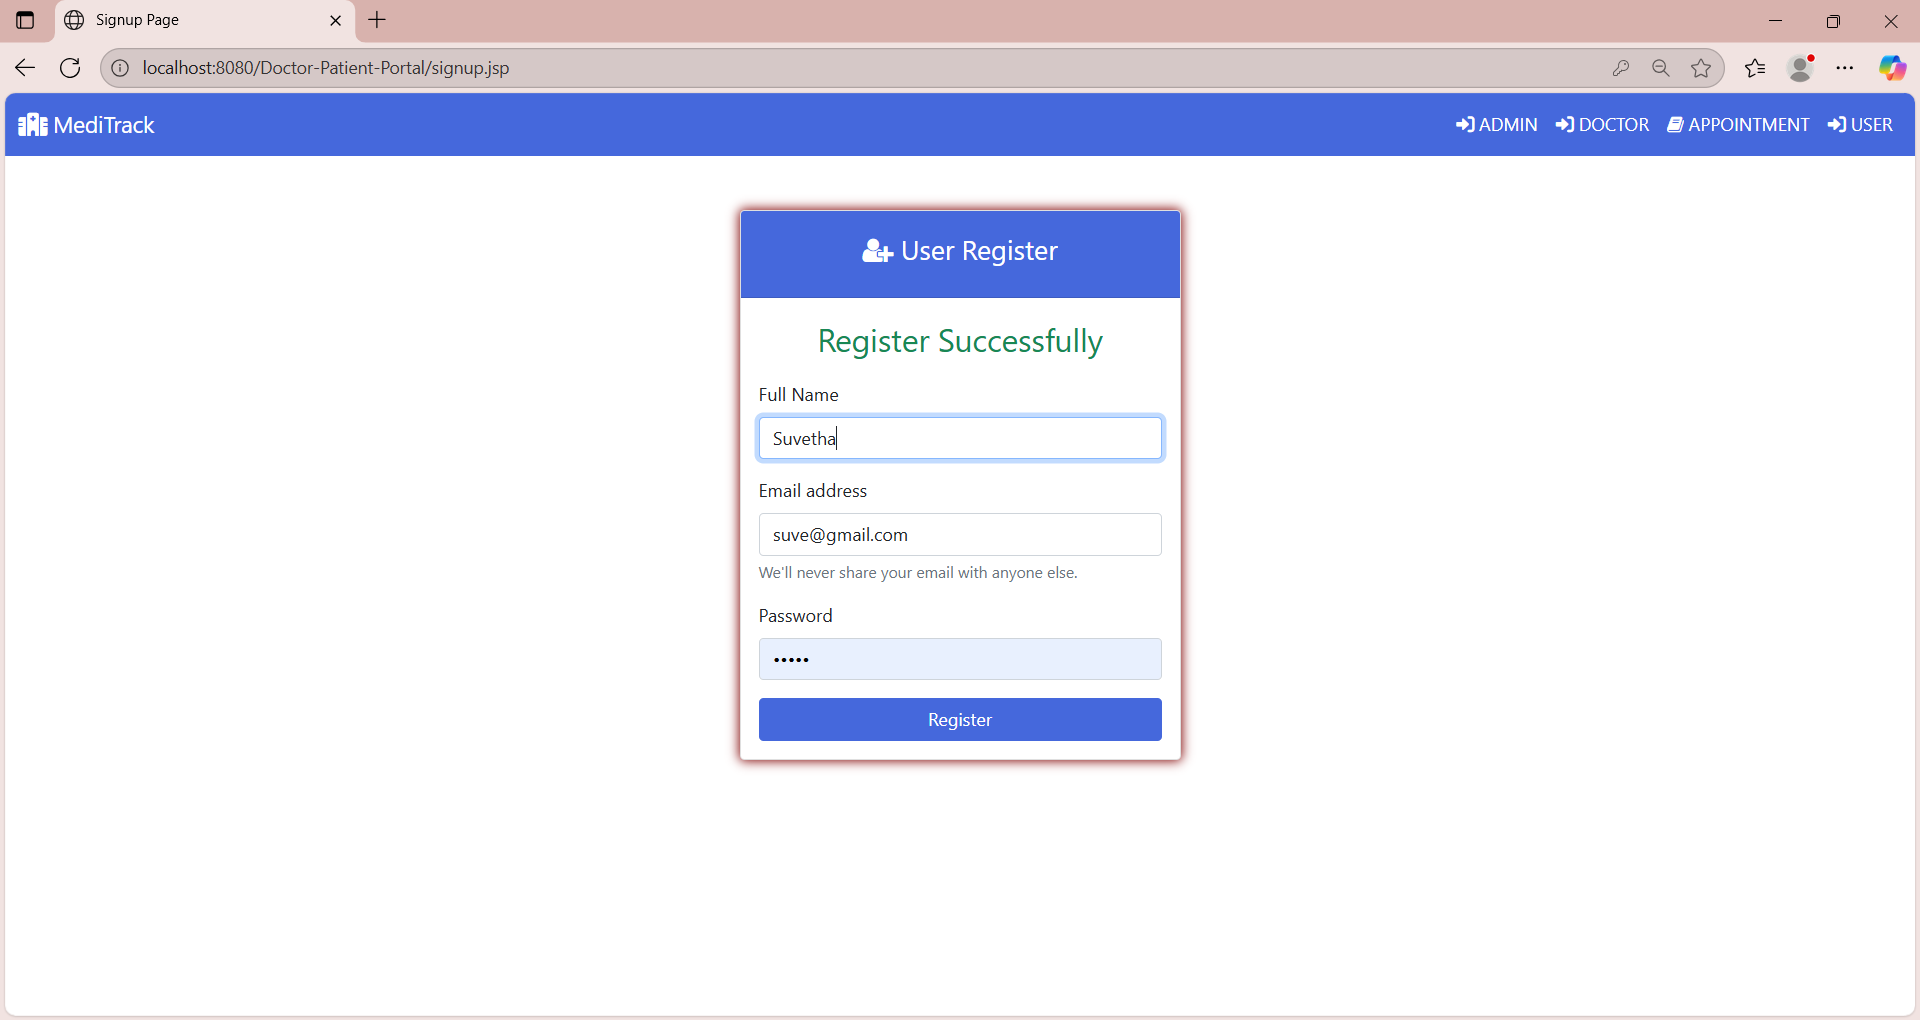 Signup Page
localhost:8080/Doctor-Patient-Portal/signup.jsp
MediTrack
ADMIN DOCTOR APPOINTMENT USER
User Register
Register Successfully
Full Name
Suvetha
Email address
suve@gmail.com
We'll never share your email with anyone else.
Password
•••••
Register